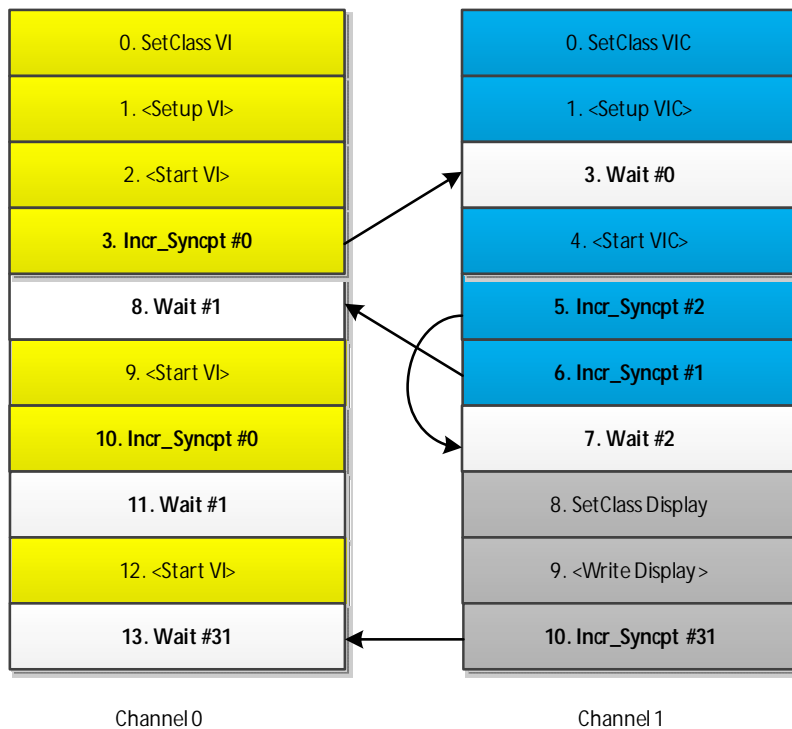 0. SetClass VI
1. <Setup VI>
2. <Start VI>
3. Incr_Syncpt #0
8. Wait #1
9. <Start VI>
10. Incr_Syncpt #0
11. Wait #1
12. <Start VI>
13. Wait #31
Channel 0
0. SetClass VIC
1. <Setup VIC>
3. Wait #0
4. <Start VIC>
5. Incr_Syncpt #2
6. Incr_Syncpt #1
7. Wait #2
8. SetClass Display
9. <Write Display>
10. Incr_Syncpt #31
Channel 1